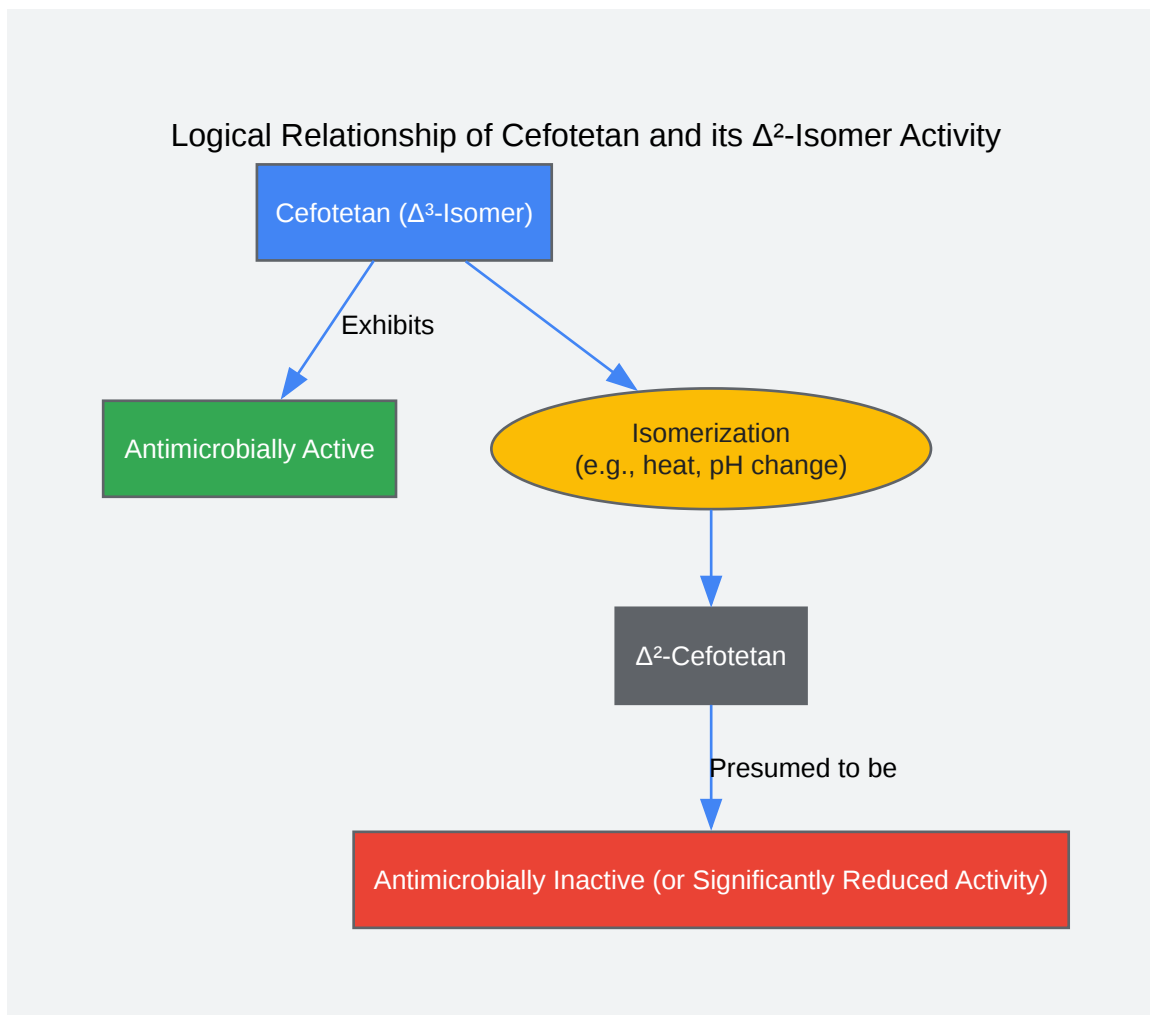 Logical Relationship of Cefotetan and its Δ²-Isomer Activity
Cefotetan (Δ³-Isomer)
Exhibits
Antimicrobially Active
Isomerization
(e.g., heat, pH change)
Δ²-Cefotetan
Presumed to be
Antimicrobially Inactive (or Significantly Reduced Activity)